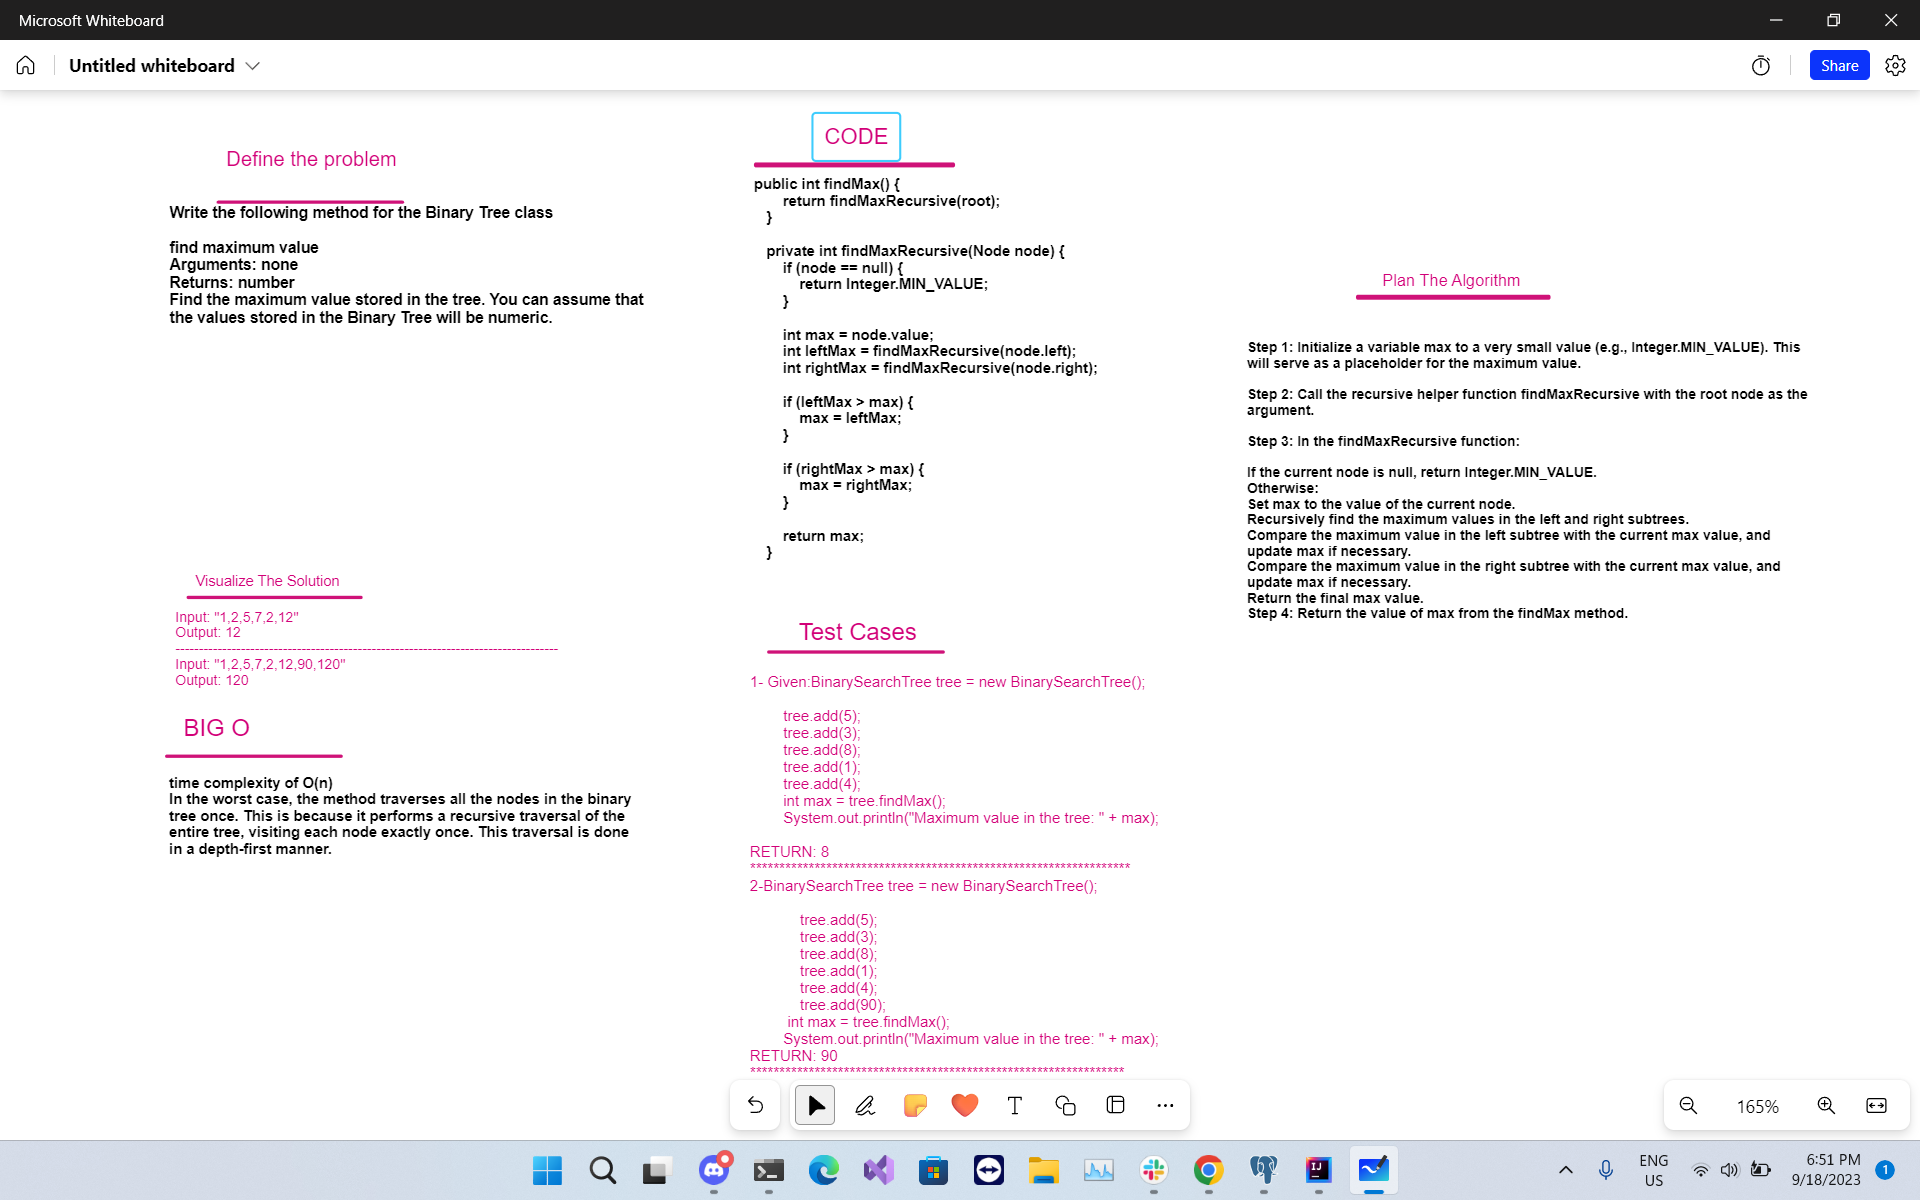 Microsoft Whiteboard
Untitled whiteboard
Share
Define the problem
Write the following method for the Binary Tree class
find maximum value
Arguments: none
Returns: number
Find the maximum value stored in the tree. You can assume that
the values stored in the Binary Tree will be numeric.
Visualize The Solution
Input: "1,2,5,7,2,12"
Output: 12
--------------------------------------------------------------------------------
Input: "1,2,5,7,2,12,90,120"
Output: 120
BIG O
time complexity of O(n)
In the worst case, the method traverses all the nodes in the binary
tree once. This is because it performs a recursive traversal of the
entire tree, visiting each node exactly once. This traversal is done
in a depth-first manner.
CODE
public int findMax() {
return findMaxRecursive(root);
}
private int findMaxRecursive(Node node) {
if (node == null) {
return Integer.MIN_VALUE;
}
int max = node.value;
int leftMax = findMaxRecursive(node.left);
int rightMax = findMaxRecursive(node.right);
if (leftMax > max) {
max = leftMax;
}
if (rightMax > max) {
max = rightMax;
}
return max;
}
Test Cases
1- Given:BinarySearchTree tree = new BinarySearchTree();
tree.add(5);
tree.add(3);
tree.add(8);
tree.add(1);
tree.add(4);
int max = tree.findMax();
System.out.println("Maximum value in the tree: " + max);
RETURN: 8
*****************************************************************
2-BinarySearchTree tree = new BinarySearchTree();
tree.add(5);
tree.add(3);
tree.add(8);
tree.add(1);
tree.add(4);
tree.add(90);
int max = tree.findMax();
System.out.println("Maximum value in the tree: " + max);
RETURN: 90
****************************************************************
Plan The Algorithm
Step 1: Initialize a variable max to a very small value (e.g., Integer.MIN_VALUE). This
will serve as a placeholder for the maximum value.
Step 2: Call the recursive helper function findMaxRecursive with the root node as the
argument.
Step 3: In the findMaxRecursive function:
If the current node is null, return Integer.MIN_VALUE.
Otherwise:
Set max to the value of the current node.
Recursively find the maximum values in the left and right subtrees.
Compare the maximum value in the left subtree with the current max value, and
update max if necessary.
Compare the maximum value in the right subtree with the current max value, and
update max if necessary.
Return the final max value.
Step 4: Return the value of max from the findMax method.
165%
ENG
US
6:51 PM
9/18/2023
1